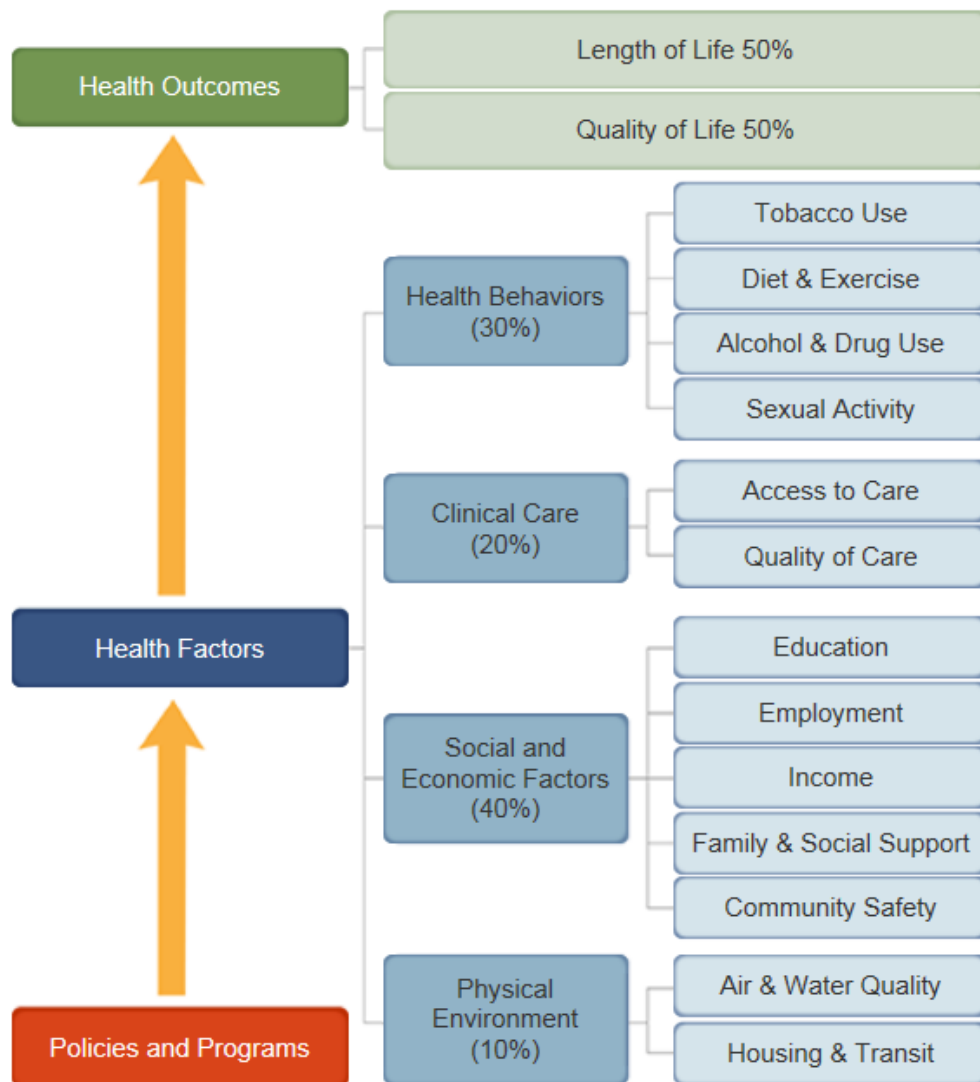 Health Outcomes
Length of Life 50%
Quality of Life 50%
Health Behaviors
(30%)
Tobacco Use
Diet & Exercise
Alcohol & Drug Use
Sexual Activity
Clinical Care
(20%)
Access to Care
Quality of Care
Health Factors
Social and
Economic Factors
(40%)
Education
Employment
Income
Family & Social Support
Community Safety
Physical
Environment
(10%)
Air & Water Quality
Housing & Transit
Policies and Programs